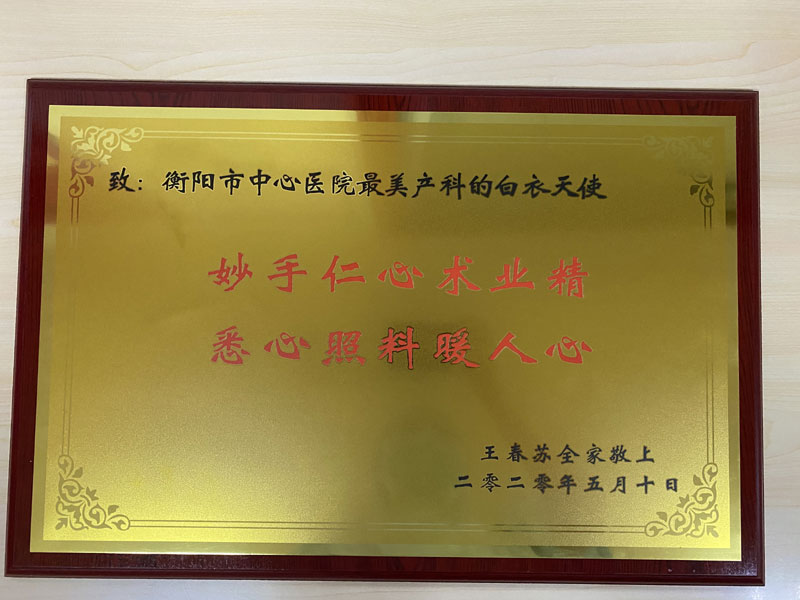 致：衡阳市中心医院最美产科的白衣天使
妙手仁心术业精
悉心照料暖人心
王春苏全家敬上
二零二零年五月十日